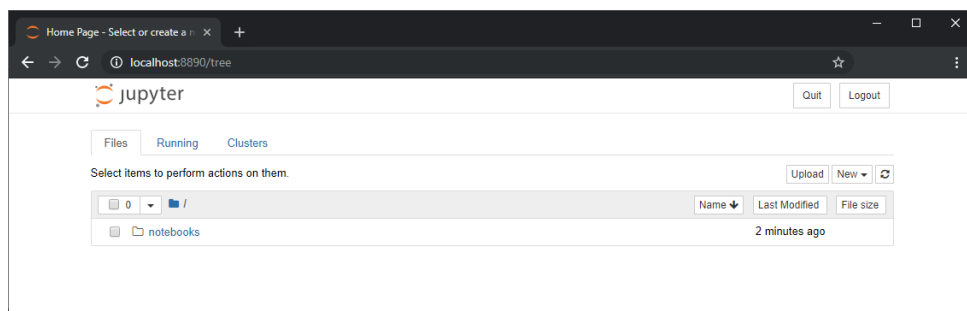 Home Page - Select or create a n
localhost:8890/tree
jupyter
Quit Logout
Files Running Clusters
Select items to perform actions on them.
Upload New
0 / Name Last Modified File size
notebooks 2 minutes ago